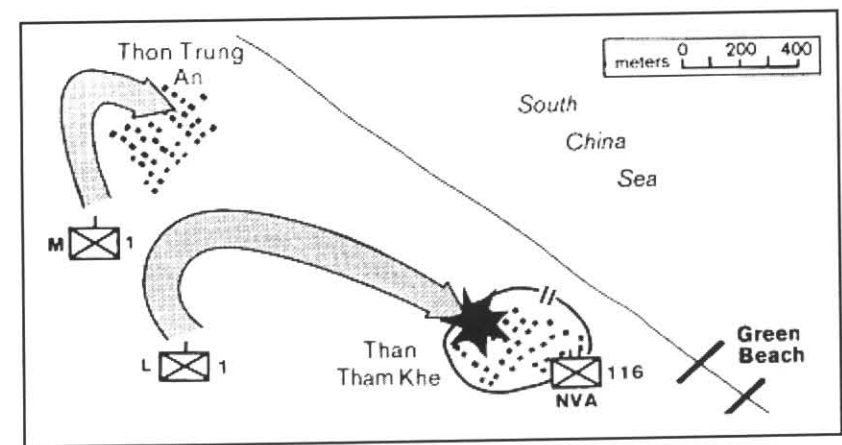 Thon Trung
An
meters 0 200 400
South
China
Sea
M 1
L 1
Than
Tham Khe
116
NVA
Green
Beach